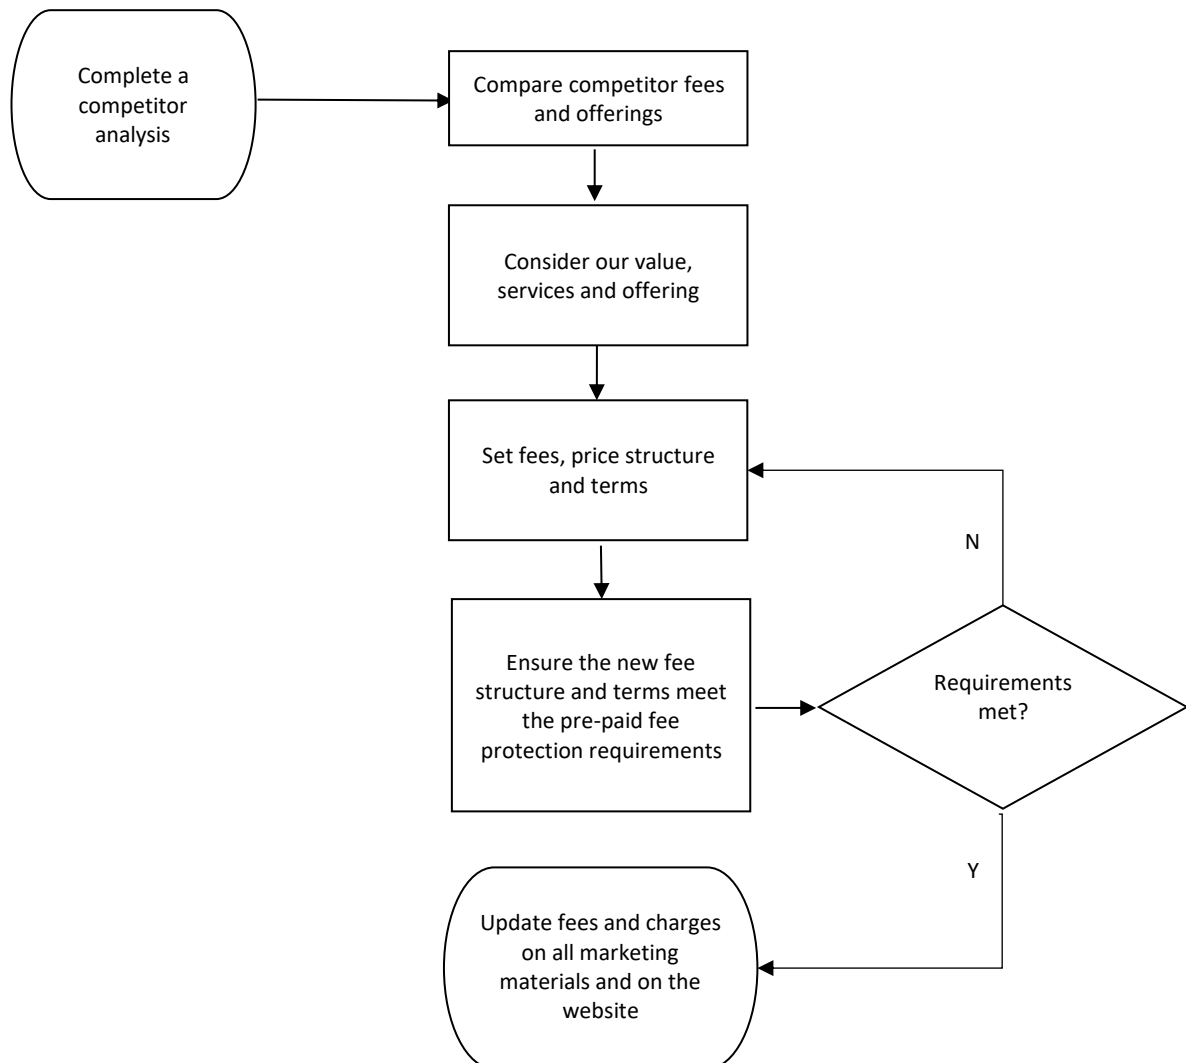 Complete a
competitor
analysis
Compare competitor fees
and offerings
Consider our value,
services and offering
Set fees, price structure
and terms
N
Ensure the new fee
structure and terms meet
the pre-paid fee
protection requirements
Requirements
met?
Y
Update fees and charges
on all marketing
materials and on the
website